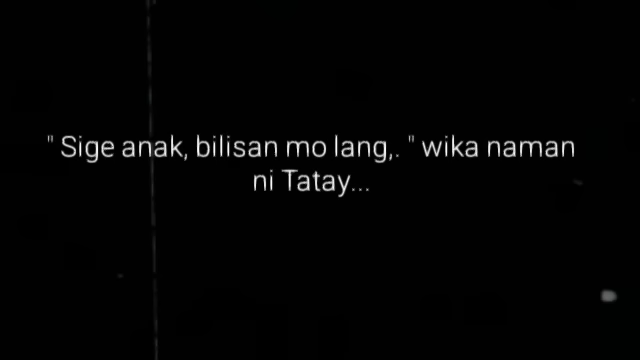 " Sige anak, bilisan mo lang,. " wika naman
ni Tatay...